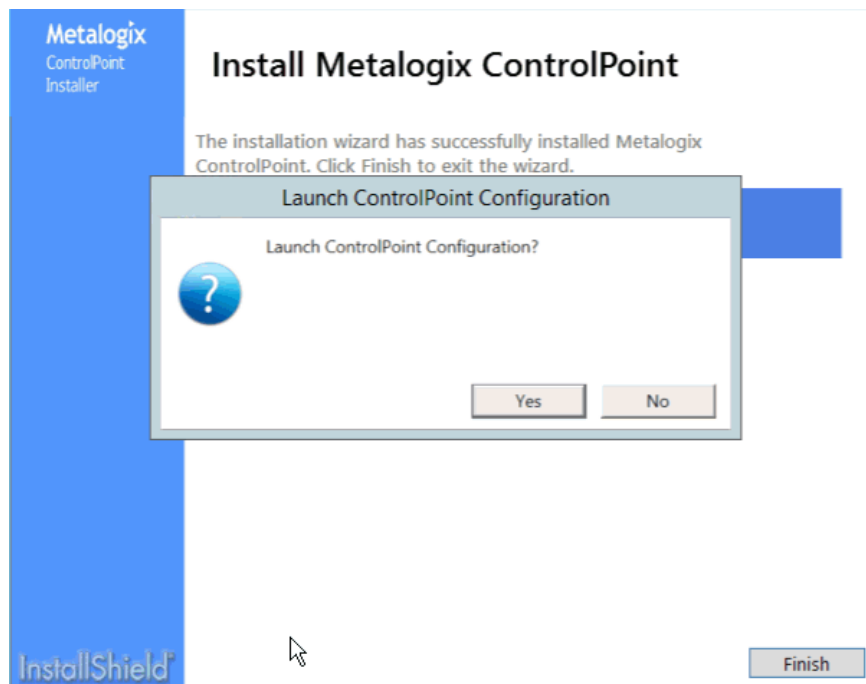 Metalogix
ControlPoint
Installer
Install Metalogix ControlPoint
The installation wizard has successfully installed Metalogix
ControlPoint. Click Finish to exit the wizard.
Launch ControlPoint Configuration
Launch ControlPoint Configuration?
?
Yes
No
InstallShield®
Finish